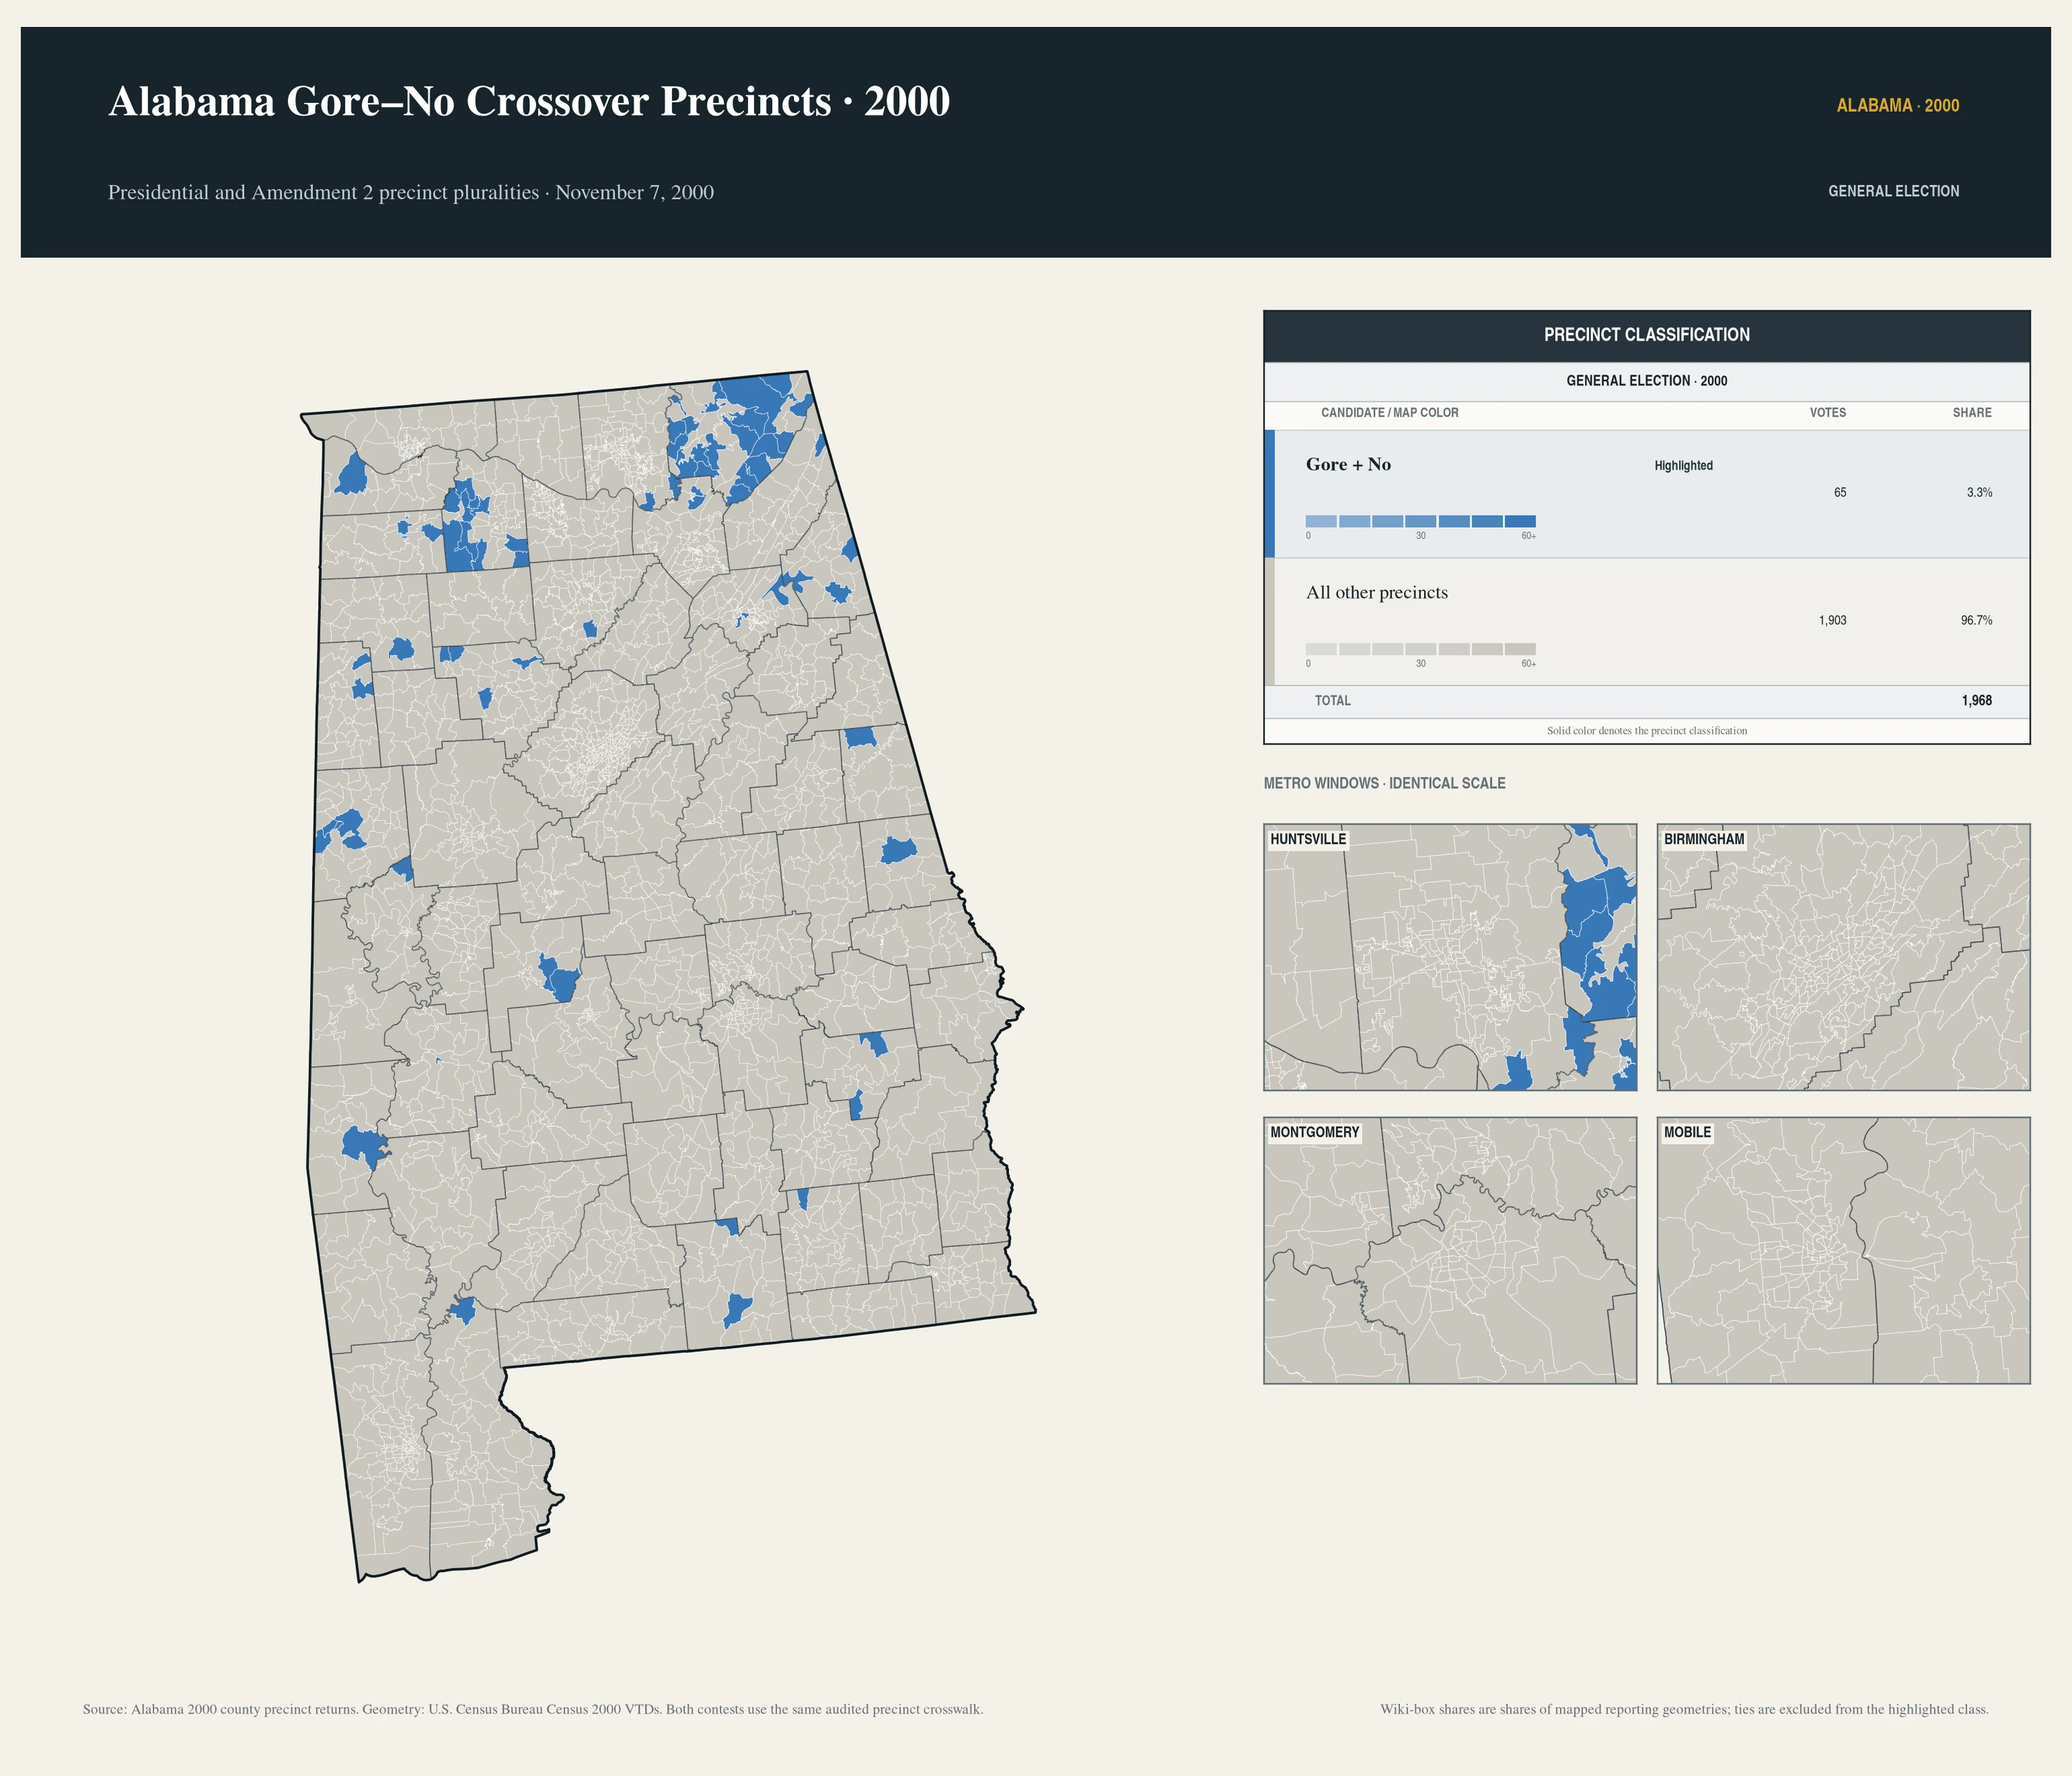 Alabama Gore–No Crossover Precincts · 2000
ALABAMA · 2000
Presidential and Amendment 2 precinct pluralities · November 7, 2000
GENERAL ELECTION
PRECINCT CLASSIFICATION
GENERAL ELECTION · 2000
CANDIDATE / MAP COLOR VOTES SHARE
Gore + No Highlighted
65 3.3%
0 30 60+
All other precincts
1,903 96.7%
0 30 60+
TOTAL 1,968
Solid color denotes the precinct classification
METRO WINDOWS · IDENTICAL SCALE
HUNTSVILLE
BIRMINGHAM
MONTGOMERY
MOBILE
Source: Alabama 2000 county precinct returns. Geometry: U.S. Census Bureau Census 2000 VTDs. Both contests use the same audited precinct crosswalk.
Wiki-box shares are shares of mapped reporting geometries; ties are excluded from the highlighted class.